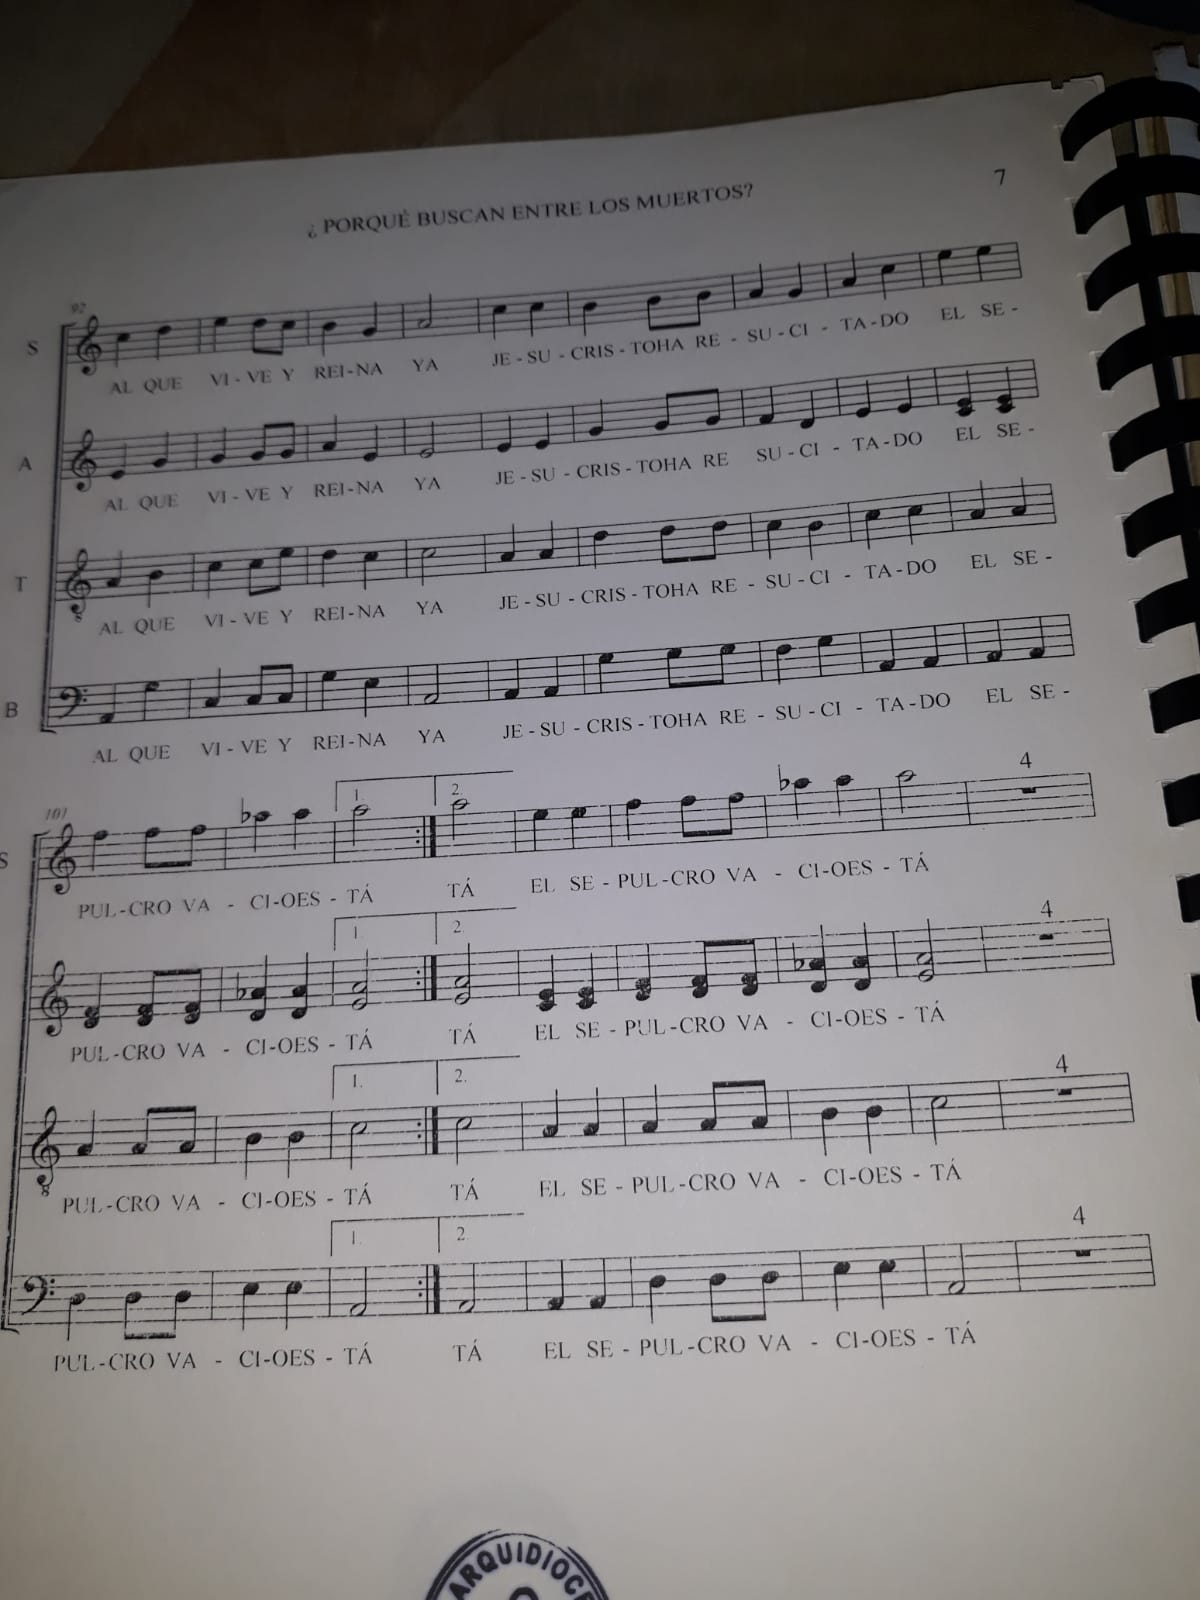 7
¿ PORQUÉ BUSCAN ENTRE LOS MUERTOS?
92
S
AL QUE VI - VE Y REI-NA YA JE - SU - CRIS - TOHA RE - SU - CI - TA-DO EL SE -
A
AL QUE VI - VE Y REI-NA YA JE - SU - CRIS - TOHA RE SU - CI - TA-DO EL SE -
T
AL QUE VI - VE Y REI-NA YA JE - SU - CRIS - TOHA RE - SU - CI - TA-DO EL SE -
B
AL QUE VI - VE Y REI-NA YA JE - SU - CRIS - TOHA RE - SU - CI - TA-DO EL SE -
101
1. 2. 4
S
PUL-CRO VA - CI-OES - TÁ TÁ EL SE - PUL-CRO VA - CI-OES - TÁ
1. 2. 4
PUL-CRO VA - CI-OES - TÁ TÁ EL SE - PUL-CRO VA - CI-OES - TÁ
1. 2. 4
PUL-CRO VA - CI-OES - TÁ TÁ EL SE - PUL-CRO VA - CI-OES - TÁ
1. 2. 4
PUL-CRO VA - CI-OES - TÁ TÁ EL SE - PUL-CRO VA - CI-OES - TÁ